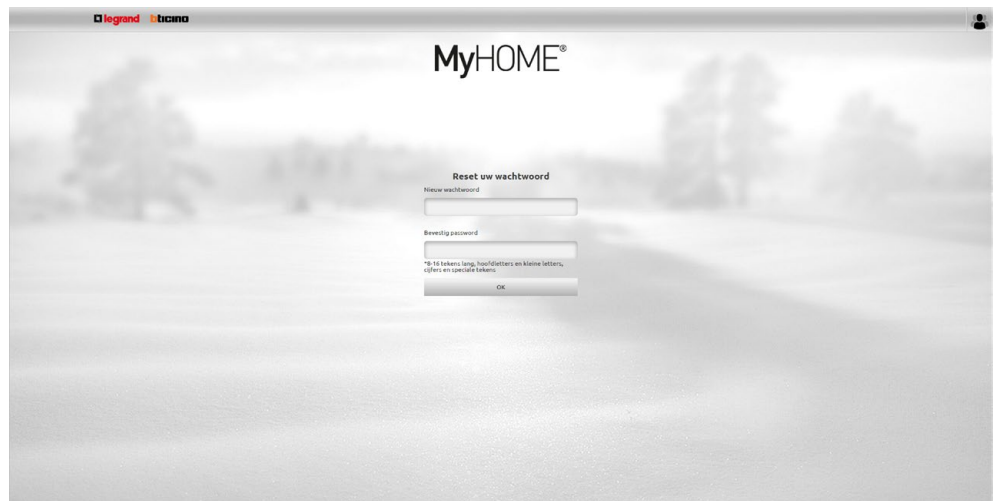 legrand bticino
MyHOME®
Reset uw wachtwoord
Nieuw wachtwoord
Bevestig password
*8-16 tekens lang, hoofdletters en kleine letters,
cijfers en speciale tekens
OK